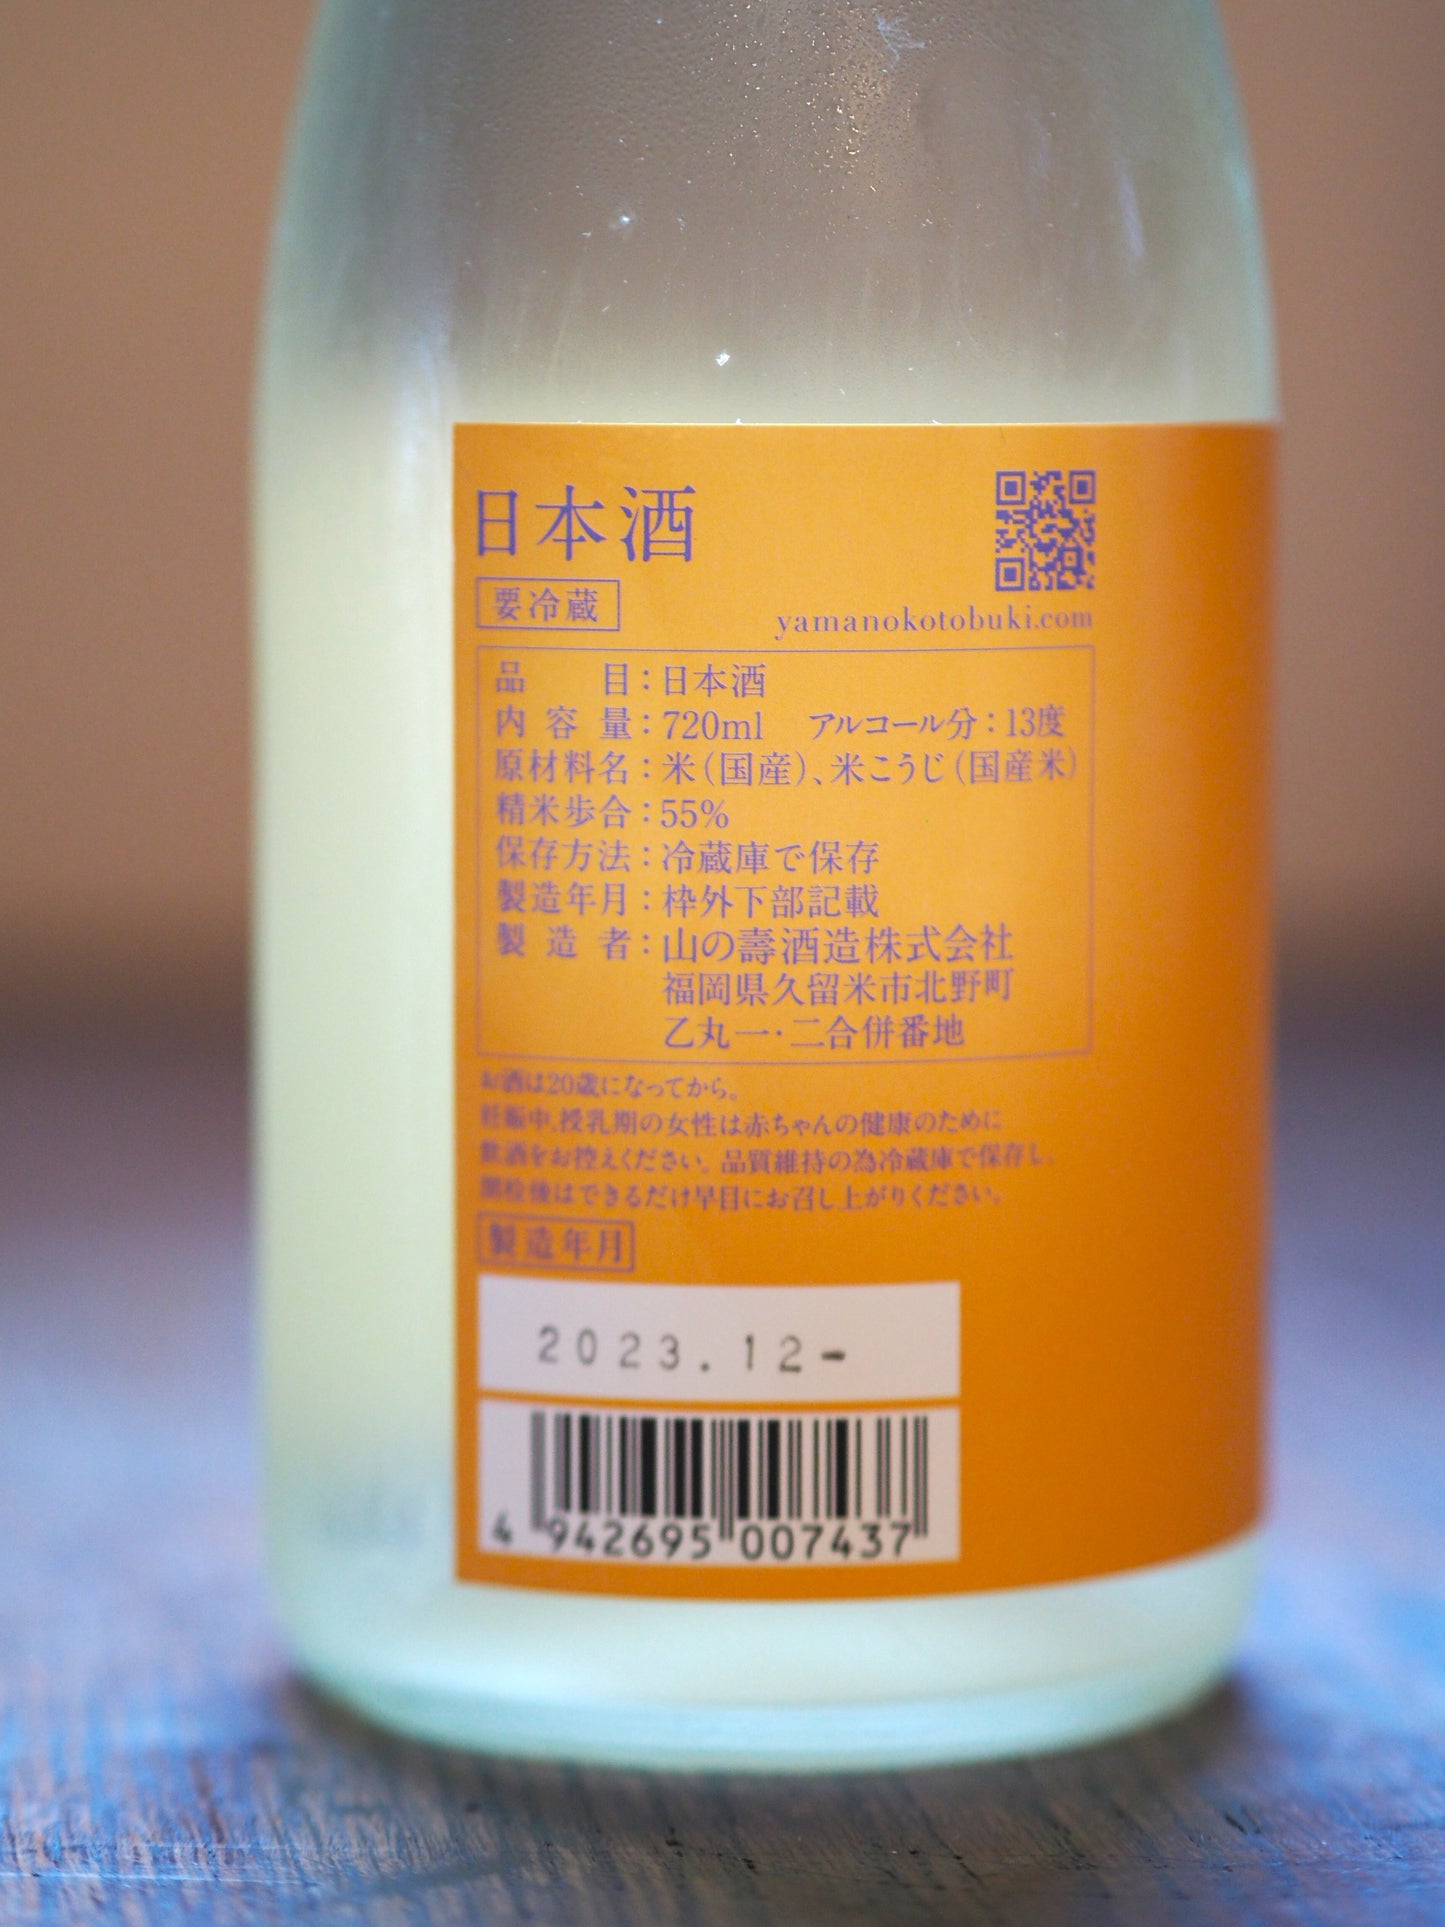 日本酒
要冷蔵
yamanokotobuki.com
品目：日本酒
内容量：720ml アルコール分：13度
原材料名：米（国産）、米こうじ（国産米）
精米歩合：55%
保存方法：冷蔵庫で保存
製造年月：枠外下部記載
製造者：山の壽酒造株式会社
福岡県久留米市北野町
乙丸一・二合併番地
お酒は20歳になってから。
妊娠中、授乳期の女性は赤ちゃんの健康のために
飲酒をお控えください。品質維持の為冷蔵庫で保存し、
開栓後はできるだけ早目にお召し上がりください。
製造年月
2023.12-
4 942695 007437